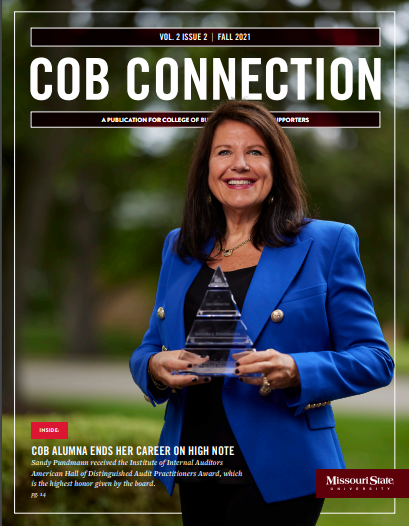 VOL. 2 ISSUE 2 | FALL 2021
COB CONNECTION
A PUBLICATION FOR COLLEGE OF BU PPORTERS
INSIDE:
COB ALUMNA ENDS HER CAREER ON HIGH NOTE
Sandy Pundmann received the Institute of Internal Auditors
American Hall of Distinguished Audit Practitioners Award, which
is the highest honor given by the board.
pg. 14
Missouri State
UNIVERSITY